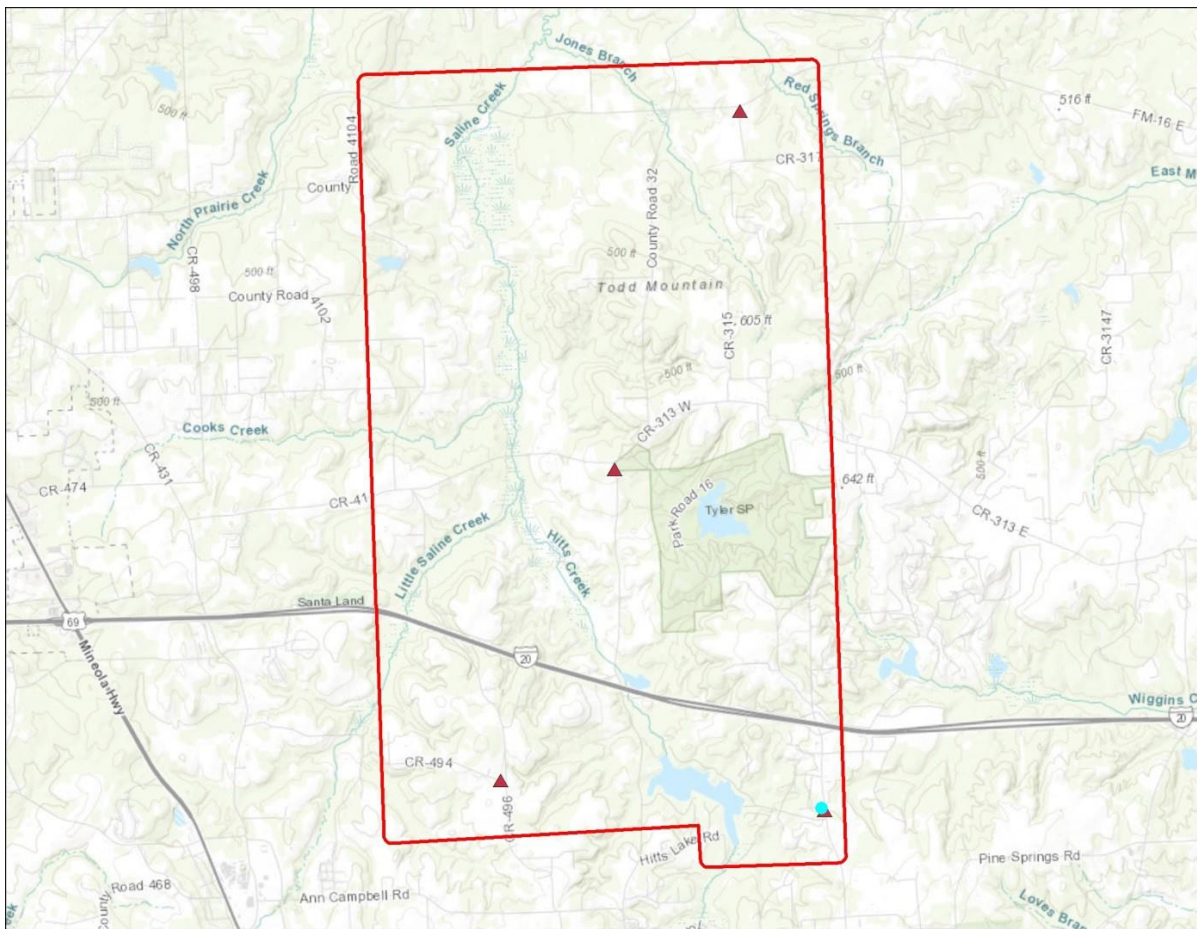 Jones Branch
Saline Creek
Red Springs Branch
516 ft
FM-16 E
500 ft
County Road 4104
CR-317
County
East M
North Prairie Creek
County Road 32
CR-498
500 ft
500 ft
Todd Mountain
County Road 4102
CR-315
605 ft
CR-3147
500 ft
500 ft
500 ft
CR-313 W
Cooks Creek
CR-431
500 ft
CR-474
CR-41
Park Road 16
Tyler SP
642 ft
CR-313 E
Little Saline Creek
Hitts Creek
Santa Land
69
20
Mineola Hwy
Wiggins C
20
CR-494
CR-496
Hitts Lake Rd
Pine Springs Rd
County Road 468
Ann Campbell Rd
Loves Bran
eek